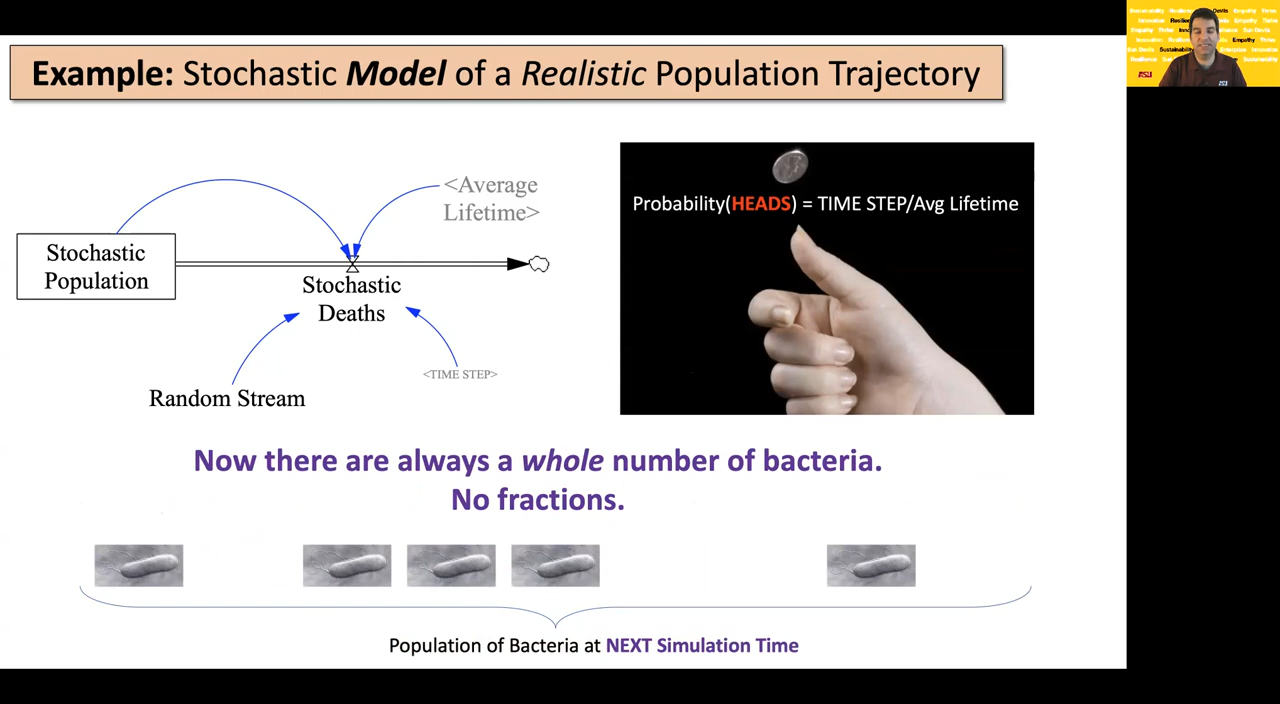 Example: Stochastic Model of a Realistic Population Trajectory
<Average
Lifetime>
Stochastic
Population
Stochastic
Deaths
<TIME STEP>
Random Stream
Probability(HEADS) = TIME STEP/Avg Lifetime
Now there are always a whole number of bacteria.
No fractions.
Population of Bacteria at NEXT Simulation Time
ASU